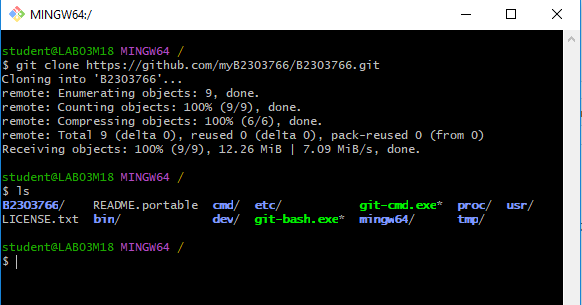 MINGW64:/
student@LABO3M18 MINGW64 /
$ git clone https://github.com/myB2303766/B2303766.git
Cloning into 'B2303766'...
remote: Enumerating objects: 9, done.
remote: Counting objects: 100% (9/9), done.
remote: Compressing objects: 100% (6/6), done.
remote: Total 9 (delta 0), reused 0 (delta 0), pack-reused 0 (from 0)
Receiving objects: 100% (9/9), 12.26 MiB | 7.09 MiB/s, done.
student@LABO3M18 MINGW64 /
$ ls
B2303766/ README.portable cmd/ etc/ git-cmd.exe* proc/ usr/
LICENSE.txt bin/ dev/ git-bash.exe* mingw64/ tmp/
student@LABO3M18 MINGW64 /
$